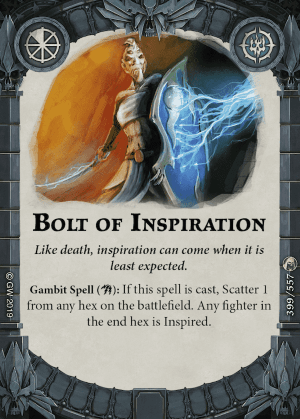 BOLT OF INSPIRATION
Like death, inspiration can come when it is
least expected.
Gambit Spell (): If this spell is cast, Scatter 1
from any hex on the battlefield. Any fighter in
the end hex is Inspired.
© GW 2019
399/557